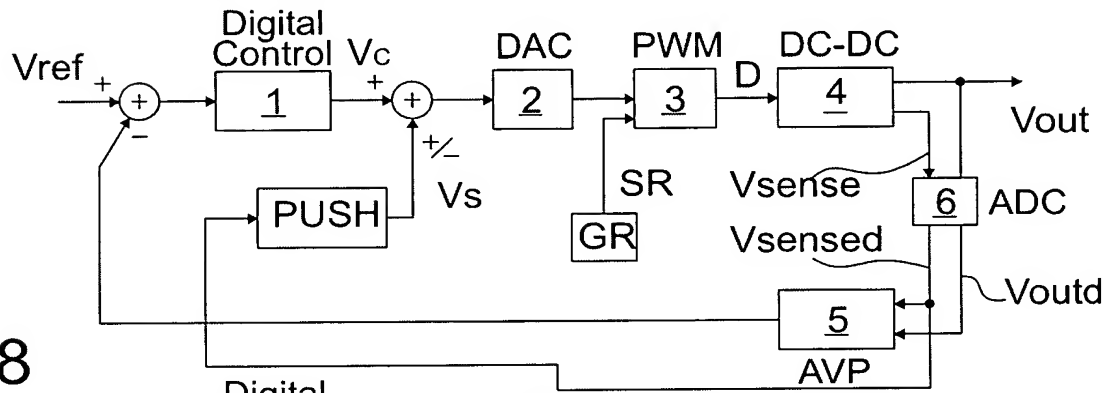 Digital
Control
Vref
+
+
-
1
Vc
+
+
+/-
Vs
DAC
2
PWM
3
D
DC-DC
4
Vout
PUSH
SR
GR
Vsense
6
ADC
Vsensed
Voutd
5
AVP
8
Digital